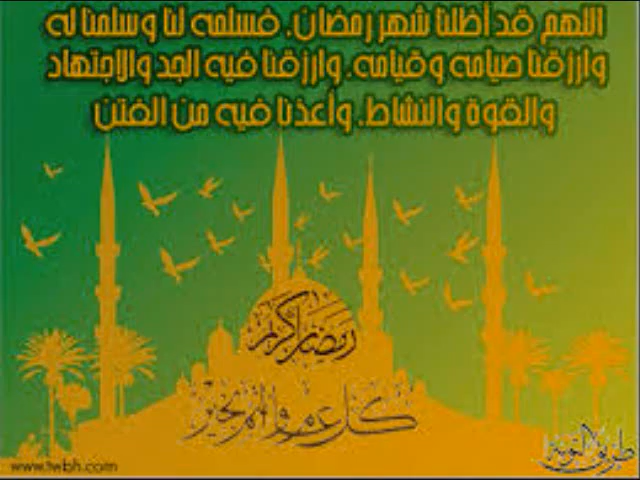 اللهم قد أظلنا شهر رمضان، فسلمه لنا وسلمنا له
وارزقنا صيامه وقيامه، وارزقنا فيه الجد والاجتهاد
والقوة والنشاط، وأعذنا فيه من الفتن
رمضان كريم
كل عام وأنتم بخير
طريق التوبة
www.twbh.com